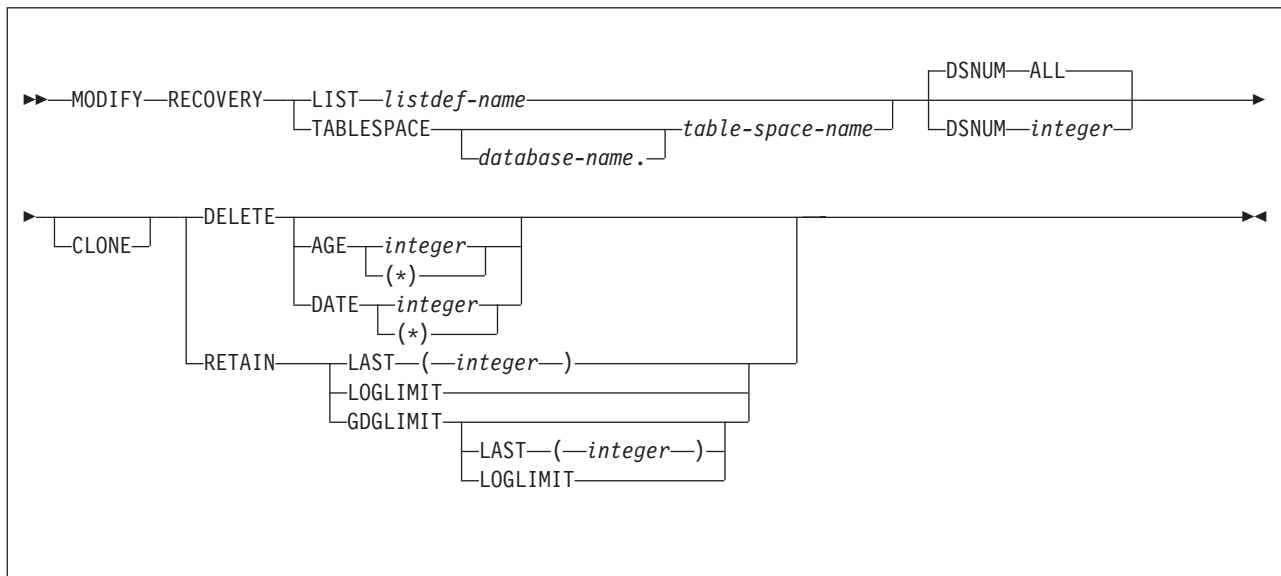 DSNUM ALL
MODIFY RECOVERY LIST listdef-name
TABLESPACE table-space-name DSNUM integer
database-name.
DELETE
CLONE AGE integer
(*)
DATE integer
(*)
RETAIN LAST ( integer )
LOGLIMIT
GDGLIMIT
LAST ( integer )
LOGLIMIT